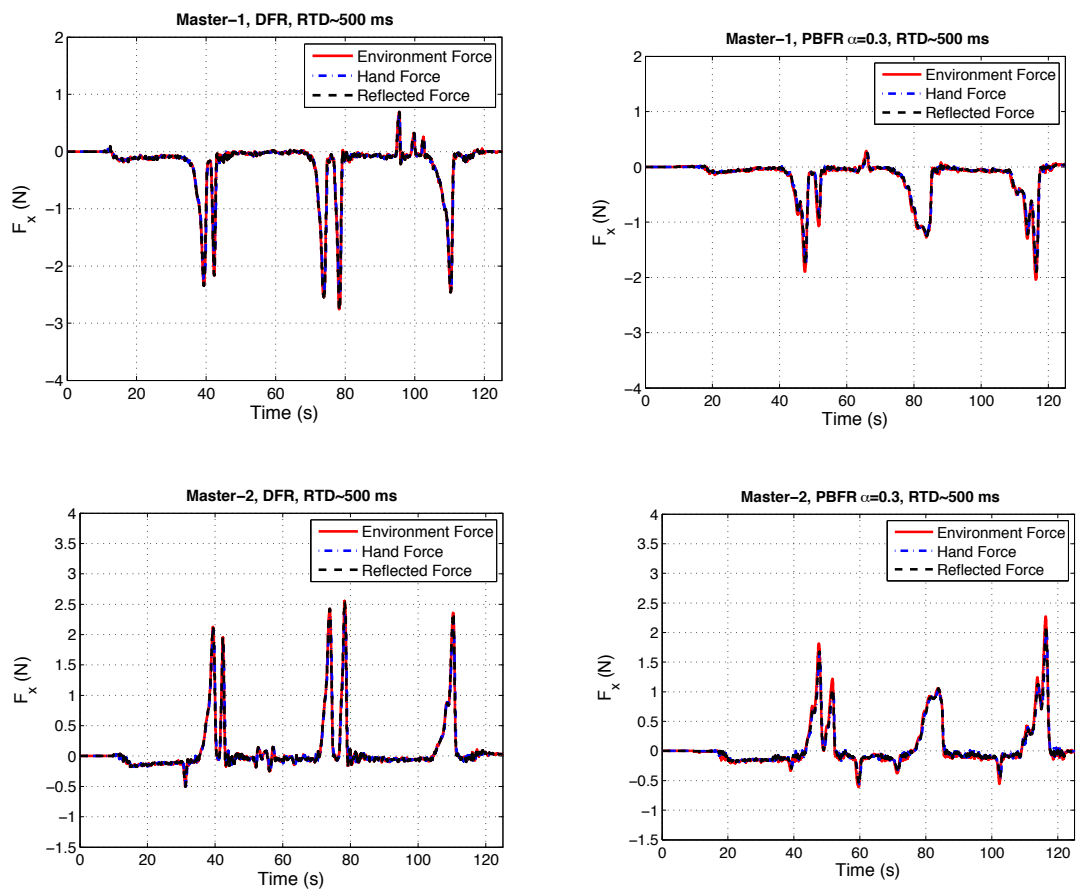 Master−1, DFR, RTD~500 ms
2
1
0
−1
−2
−3
−4
F_x (N)
0 20 40 60 80 100 120
Time (s)
Environment Force
Hand Force
Reflected Force
Master−1, PBFR α=0.3, RTD~500 ms
2
1
0
−1
−2
−3
−4
F_x (N)
0 20 40 60 80 100 120
Time (s)
Environment Force
Hand Force
Reflected Force
Master−2, DFR, RTD~500 ms
4
3.5
3
2.5
2
1.5
1
0.5
0
−0.5
−1
−1.5
F_x (N)
0 20 40 60 80 100 120
Time (s)
Environment Force
Hand Force
Reflected Force
Master−2, PBFR α=0.3, RTD~500 ms
4
3.5
3
2.5
2
1.5
1
0.5
0
−0.5
−1
−1.5
F_x (N)
0 20 40 60 80 100 120
Time (s)
Environment Force
Hand Force
Reflected Force